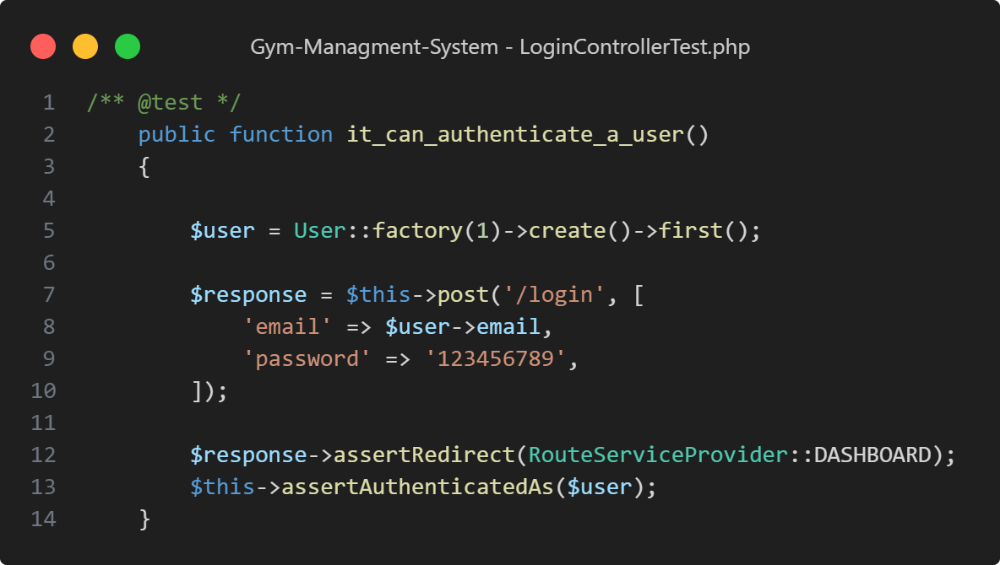 Gym-Managment-System - LoginControllerTest.php
1 /** @test */
2     public function it_can_authenticate_a_user()
3     {
4
5         $user = User::factory(1)->create()->first();
6
7         $response = $this->post('/login', [
8             'email' => $user->email,
9             'password' => '123456789',
10         ]);
11
12         $response->assertRedirect(RouteServiceProvider::DASHBOARD);
13         $this->assertAuthenticatedAs($user);
14     }